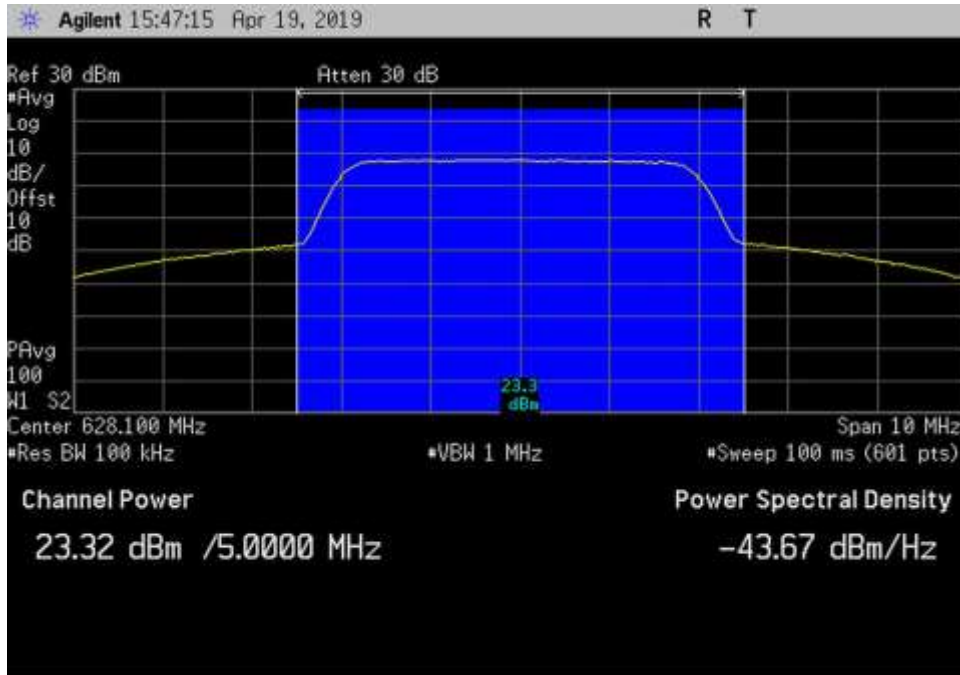 Agilent 15:47:15 Apr 19, 2019 R T
Ref 30 dBm Atten 30 dB
#Avg
Log
10
dB/
Offst
10
dB
PAvg
100
W1 S2
23.3
dBm
Center 628.100 MHz Span 10 MHz
#Res BW 100 kHz #VBW 1 MHz #Sweep 100 ms (601 pts)
Channel Power Power Spectral Density
23.32 dBm /5.0000 MHz -43.67 dBm/Hz